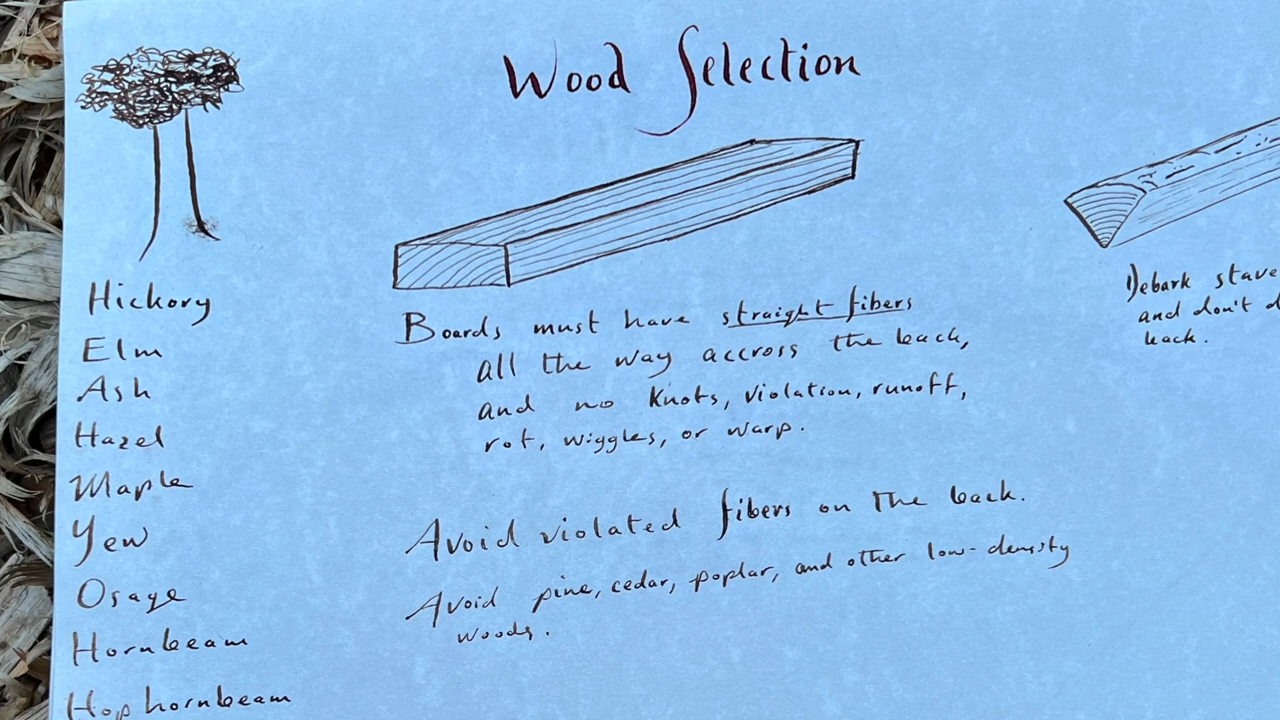 Wood Selection
Hickory
Elm
Ash
Hazel
Maple
Yew
Osage
Hornbeam
Hop hornbeam
Boards must have straight fibers
all the way accross the back,
and no knots, violation, runoff,
rot, wiggles, or warp.
Avoid violated fibers on the back.
Avoid pine, cedar, poplar, and other low-density
woods.
Debark stave
and don't d
back.